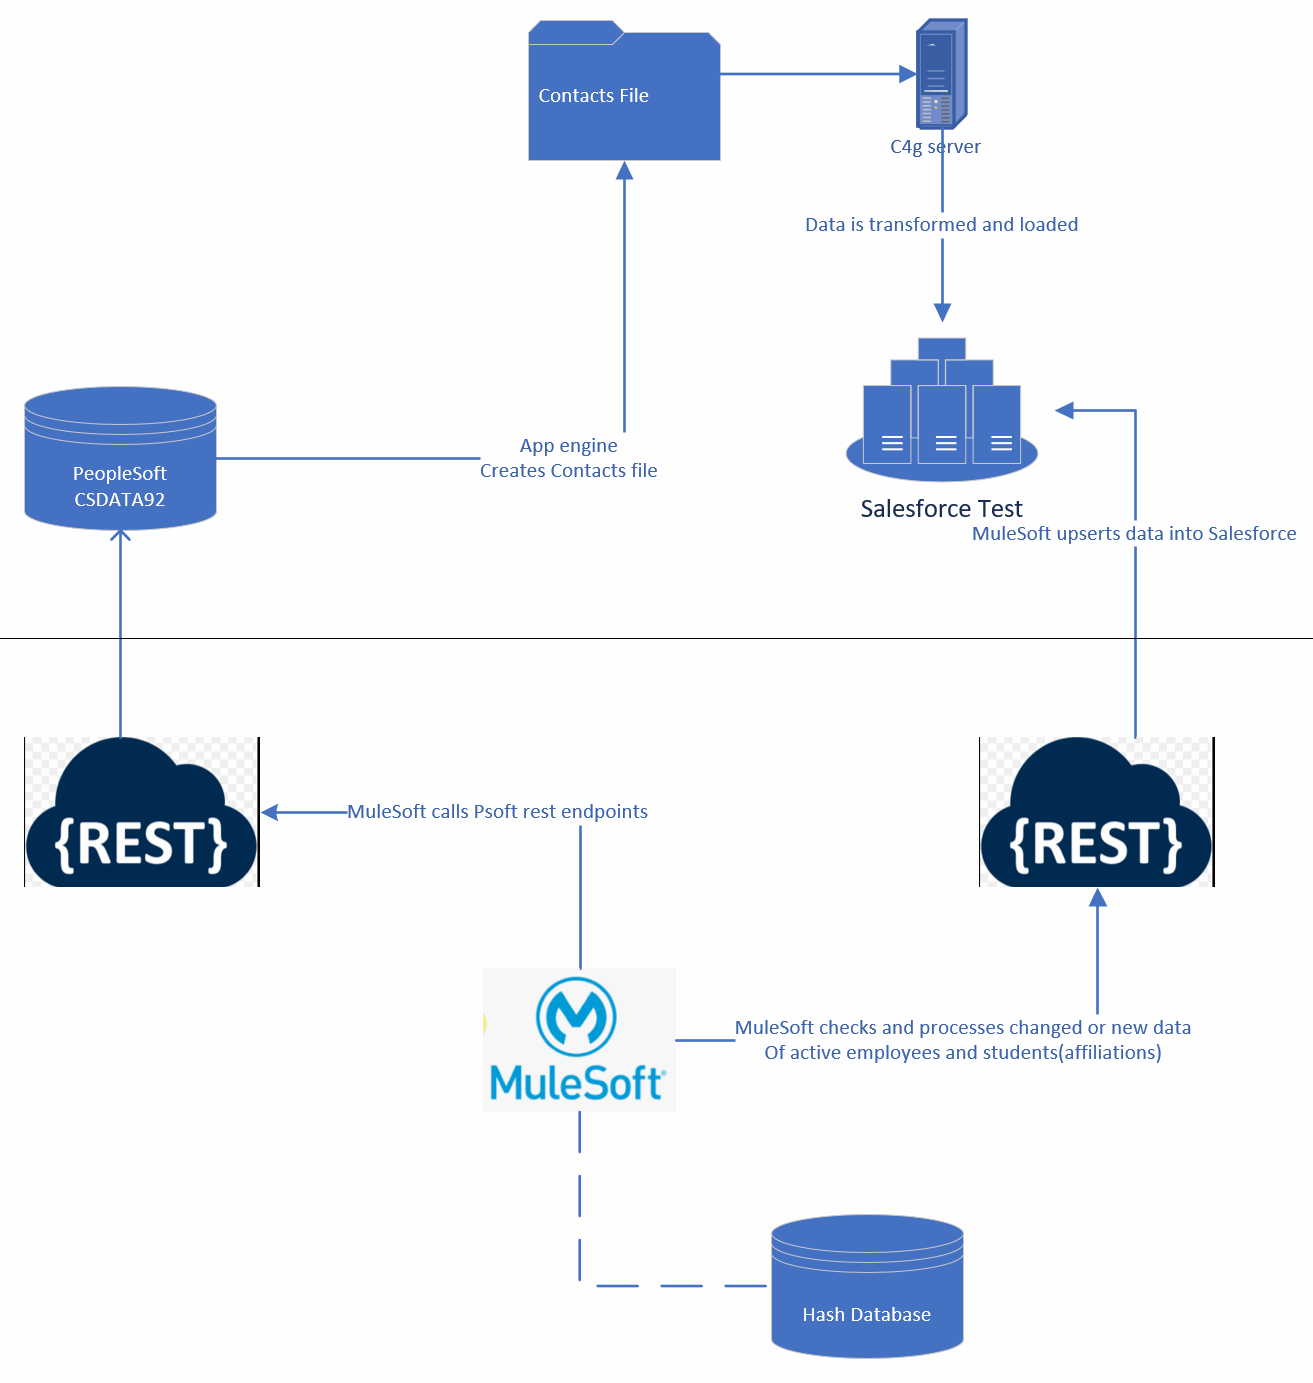 Contacts File
C4g server
Data is transformed and loaded
App engine
Creates Contacts file
PeopleSoft
CSDATA92
Salesforce Test
MuleSoft upserts data into Salesforce
{REST}
{REST}
MuleSoft calls Psoft rest endpoints
MuleSoft
MuleSoft checks and processes changed or new data
Of active employees and students(affiliations)
Hash Database